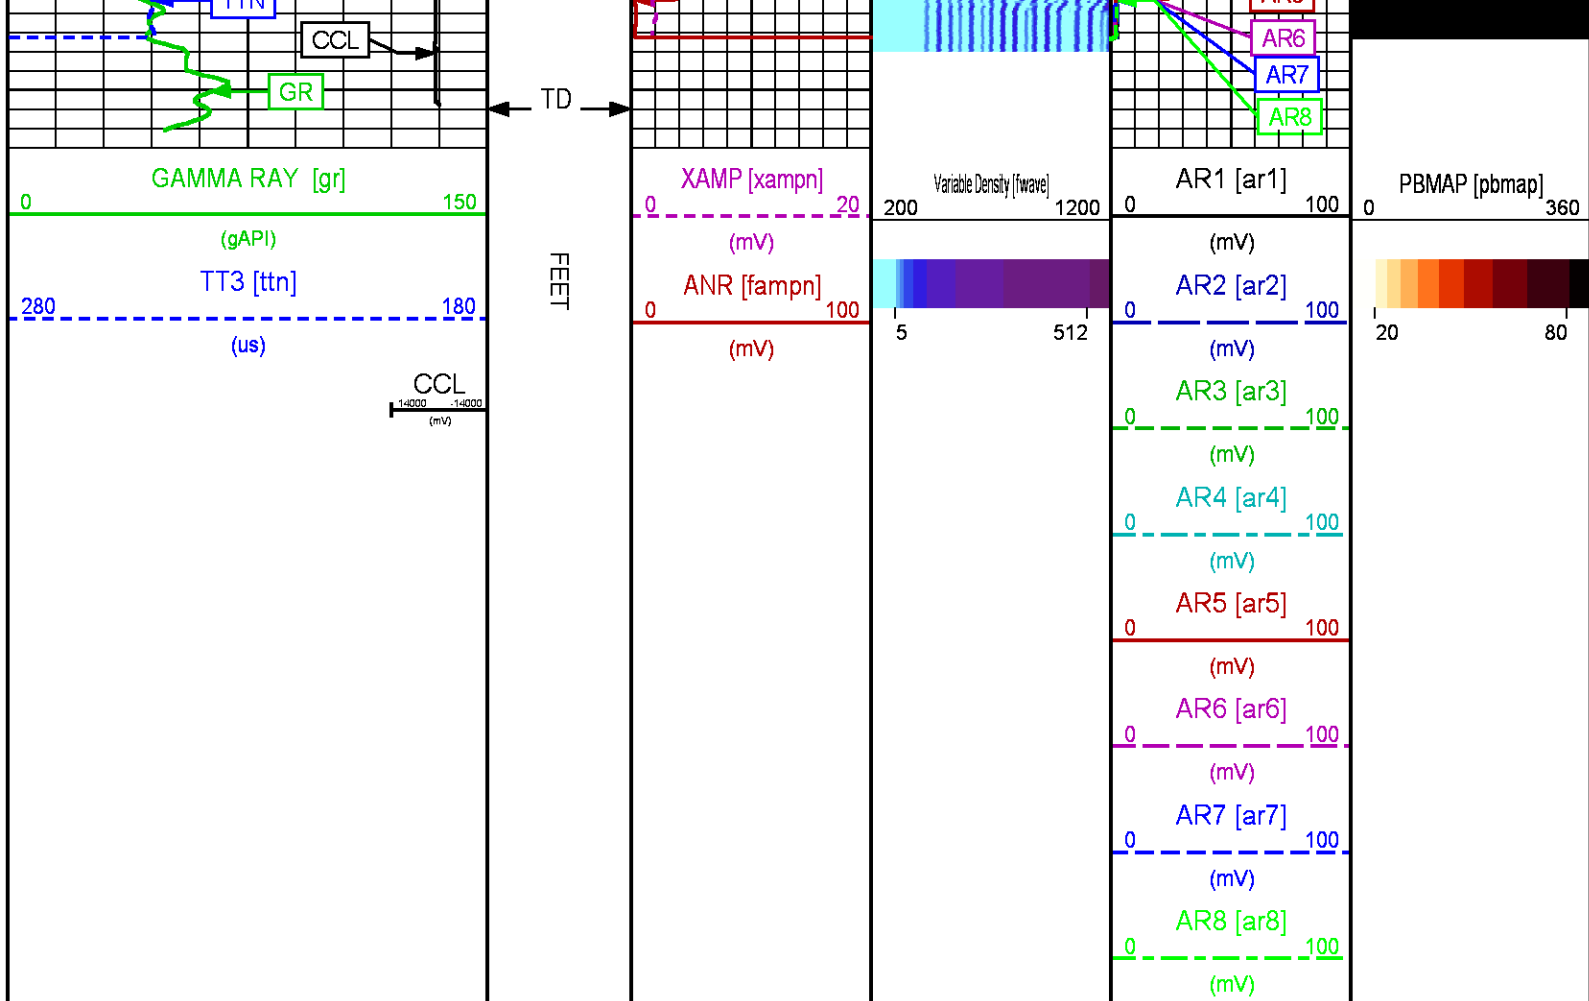 TTN
CCL
GR
TD
AR5
AR6
AR7
AR8
GAMMA RAY [gr]
0 150
(gAPI)
TT3 [ttn]
280 180
(us)
CCL
14000 -14000
(mV)
FEET
XAMP [xampn]
0 20
(mV)
ANR [fampn]
0 100
(mV)
Variable Density [fwave]
200 1200
5 512
AR1 [ar1]
0 100
(mV)
AR2 [ar2]
0 100
(mV)
AR3 [ar3]
0 100
(mV)
AR4 [ar4]
0 100
(mV)
AR5 [ar5]
0 100
(mV)
AR6 [ar6]
0 100
(mV)
AR7 [ar7]
0 100
(mV)
AR8 [ar8]
0 100
(mV)
PBMAP [pbmap]
0 360
20 80